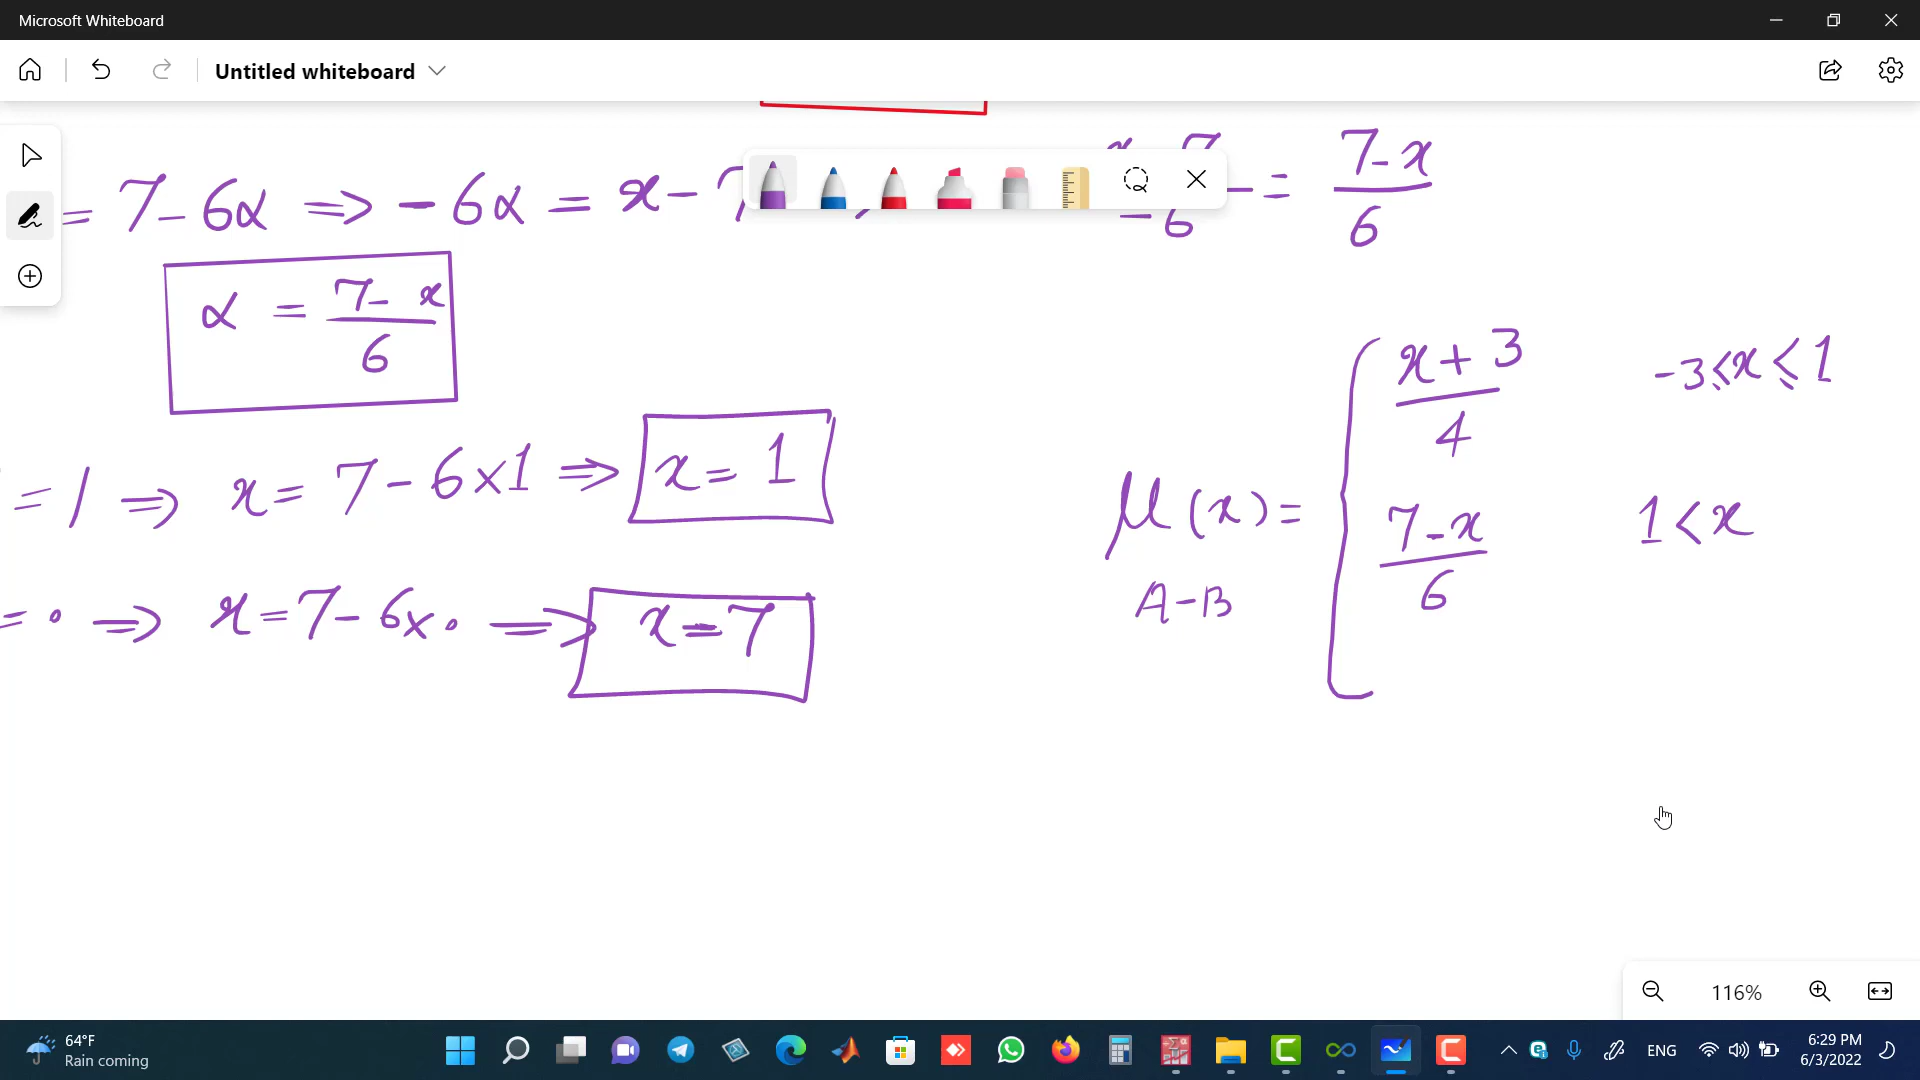 Microsoft Whiteboard
Untitled whiteboard
= 7 - 6α ⇒ - 6α = x - 7
- 6
= 7 - x / 6
α = 7 - x / 6
= 1 ⇒ x = 7 - 6×1 ⇒ x = 1
= 0 ⇒ x = 7 - 6×0 ⇒ x = 7
μ (x) =
A-B
x + 3 / 4 -3 ≤ x ≤ 1
7 - x / 6 1 < x
116%
64°F
Rain coming
ENG
6:29 PM
6/3/2022